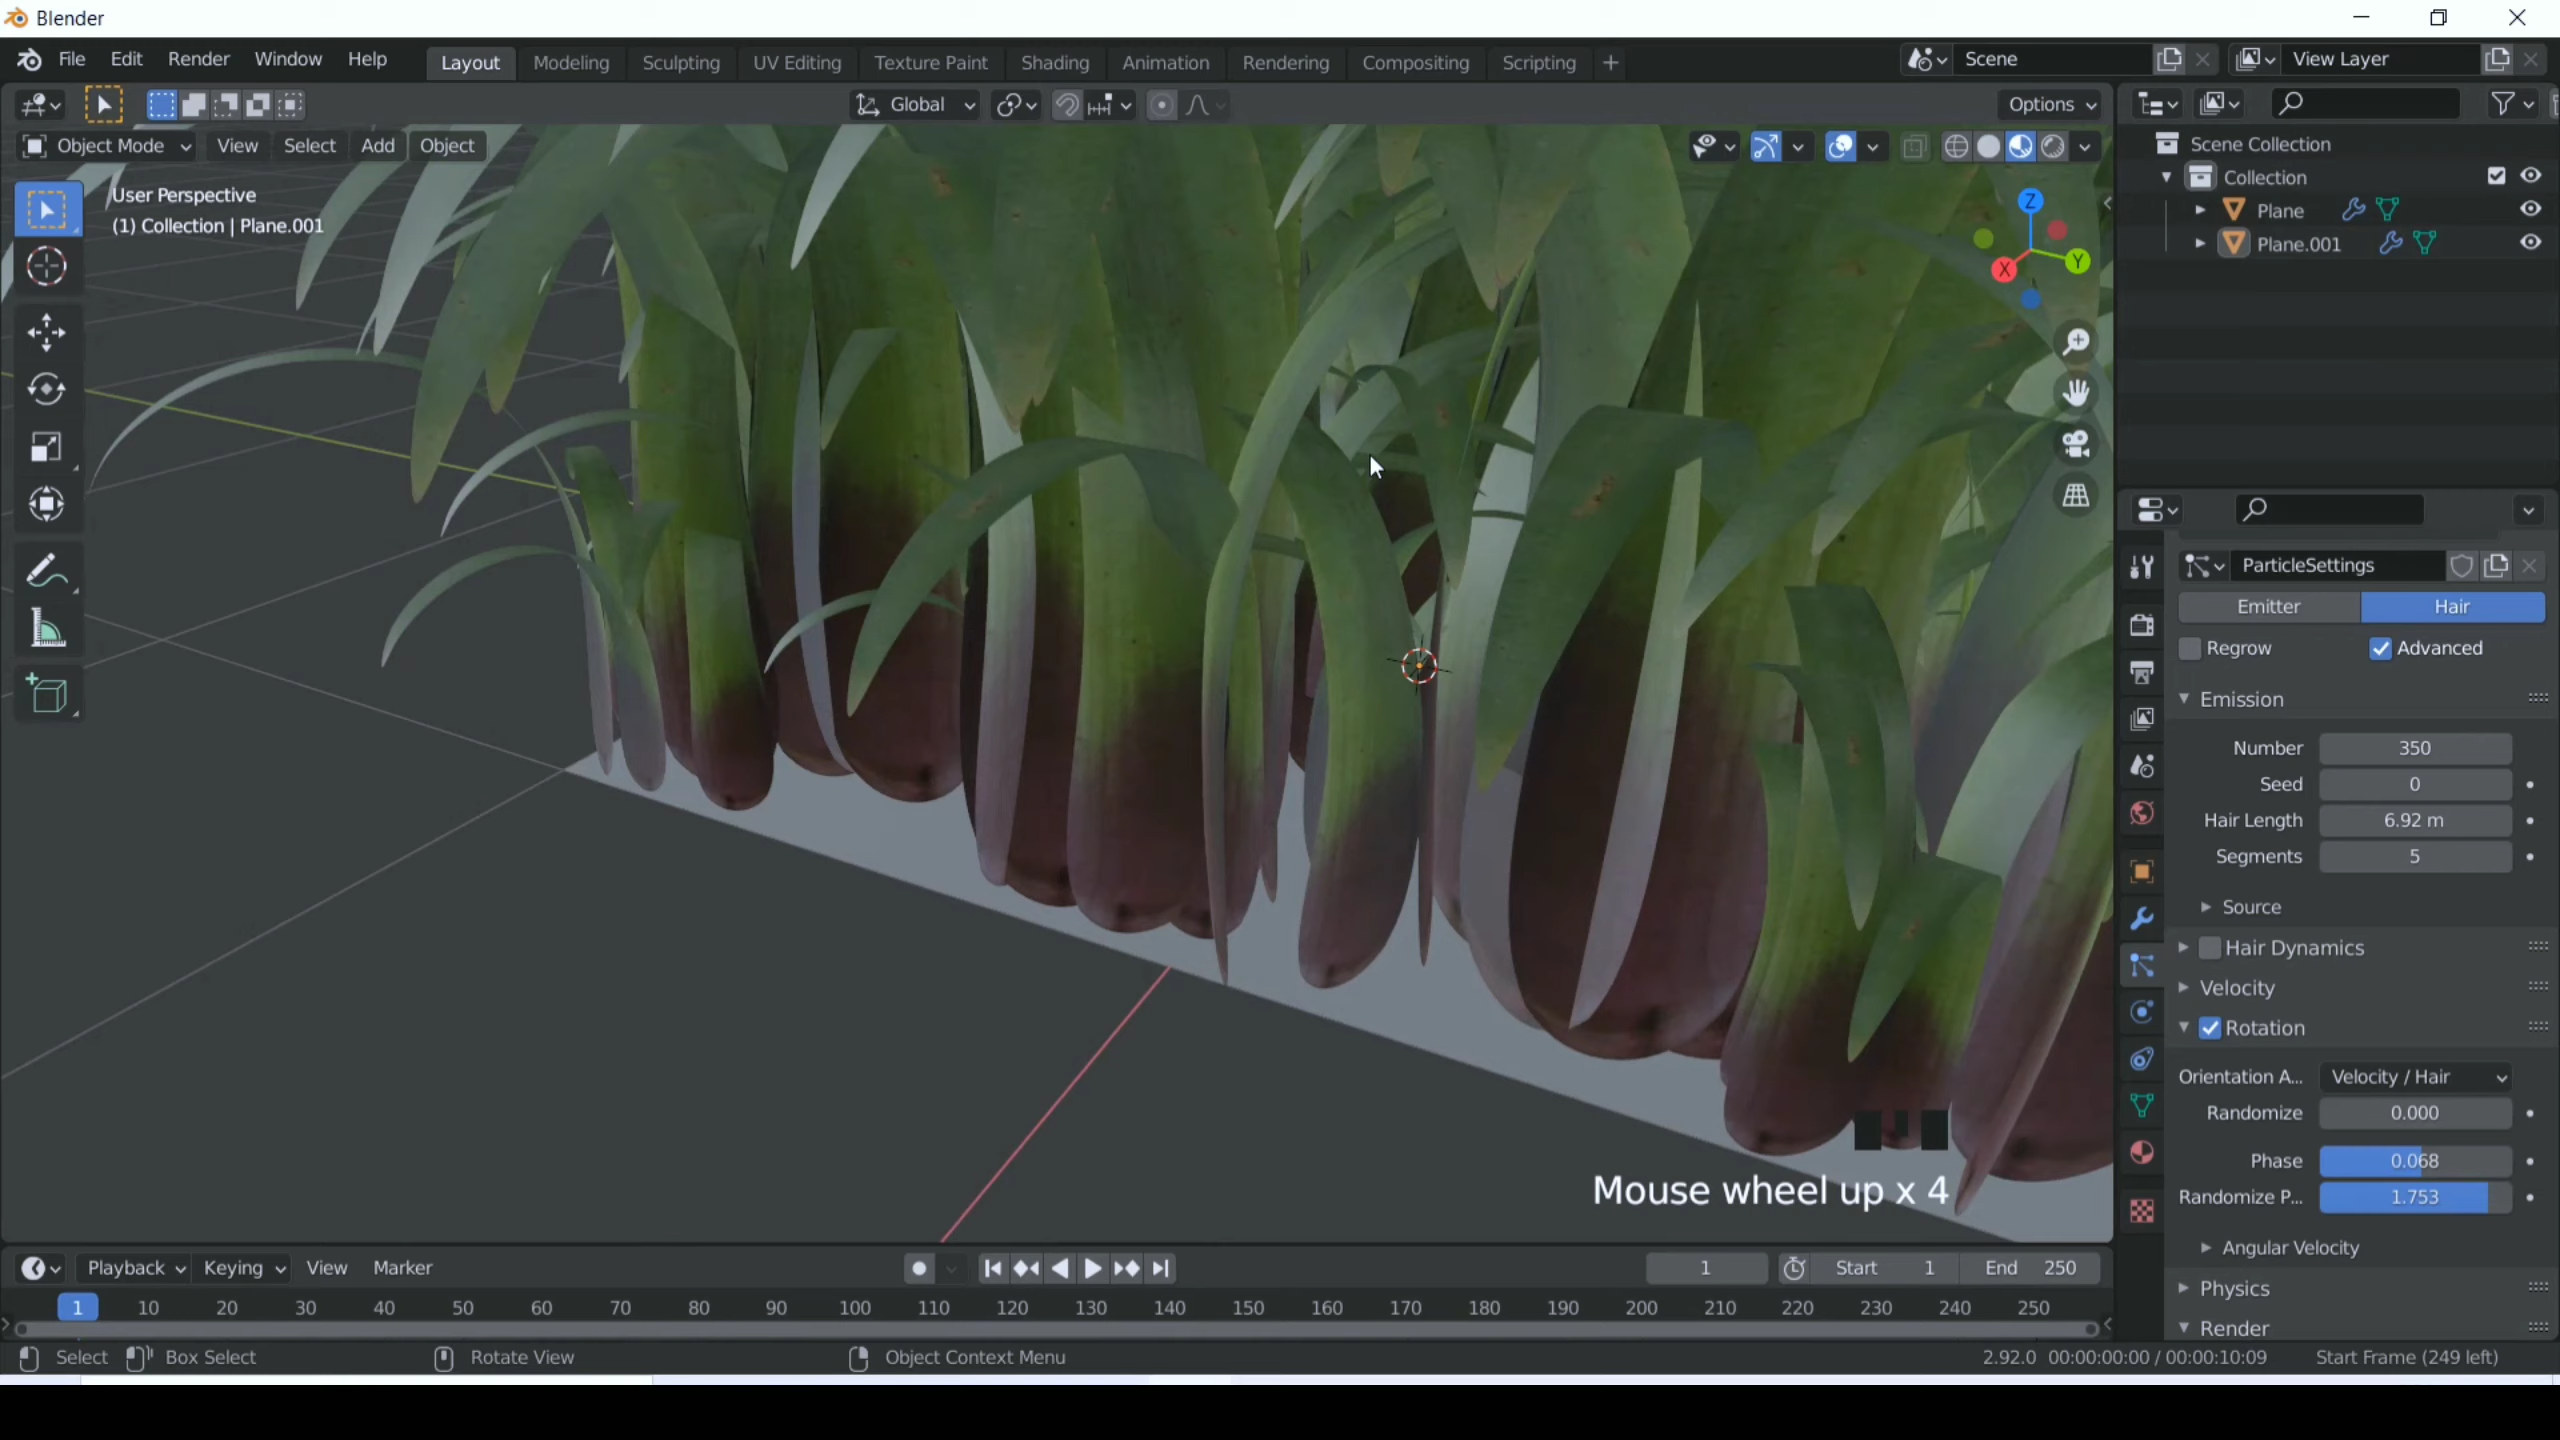 Blender
File Edit Render Window Help Layout Modeling Sculpting UV Editing Texture Paint Shading Animation Rendering Compositing Scripting + Scene View Layer
Global Options
Object Mode View Select Add Object
User Perspective
(1) Collection | Plane.001
Z
Y
X
Scene Collection
Collection
Plane
Plane.001
ParticleSettings
Emitter Hair
Regrow Advanced
Emission
Number 350
Seed 0
Hair Length 6.92 m
Segments 5
Source
Hair Dynamics
Velocity
Rotation
Orientation A... Velocity / Hair
Randomize 0.000
Phase 0.068
Randomize P... 1.753
Angular Velocity
Physics
Render
Mouse wheel up x 4
Playback Keying View Marker 1 Start 1 End 250
1 10 20 30 40 50 60 70 80 90 100 110 120 130 140 150 160 170 180 190 200 210 220 230 240 250
Select Box Select Rotate View Object Context Menu 2.92.0 00:00:00:00 / 00:00:10:09 Start Frame (249 left)